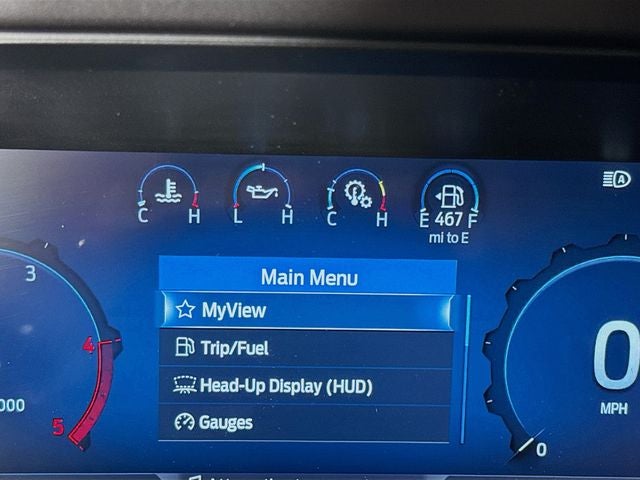 A
C H L H C H E 467 F
mi to E
3
4
5
000
Main Menu
MyView
Trip/Fuel
Head-Up Display (HUD)
Gauges
0
MPH
0